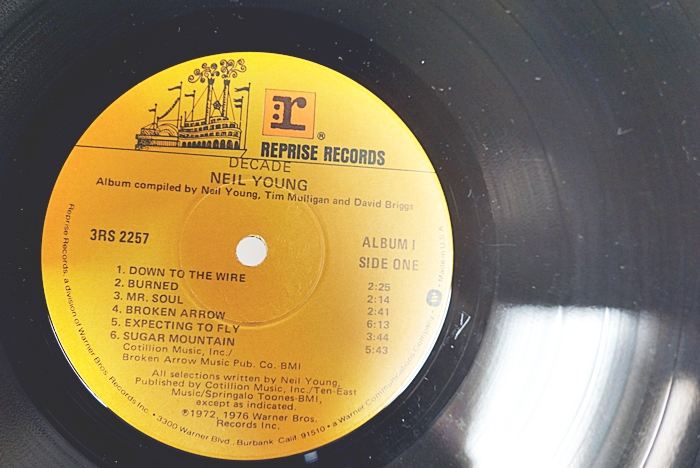 r
®
REPRISE RECORDS
DECADE
NEIL YOUNG
Album compiled by Neil Young, Tim Mulligan and David Briggs
3RS 2257
ALBUM I
SIDE ONE
1. DOWN TO THE WIRE 2:25
2. BURNED 2:14
3. MR. SOUL 2:41
4. BROKEN ARROW 6:13
5. EXPECTING TO FLY 3:44
6. SUGAR MOUNTAIN 5:43
Cotillion Music, Inc./
Broken Arrow Music Pub. Co. BMI
All selections written by Neil Young,
Published by Cotillion Music, Inc./Ten-East
Music/Springalo Toones-BMI,
except as indicated.
℗1972, 1976 Warner Bros.
Records Inc.
Reprise Records, a division of Warner Bros. Records Inc. • 3300 Warner Blvd., Burbank, Calif. 91510 • a Warner Communications Company • Made in U.S.A.